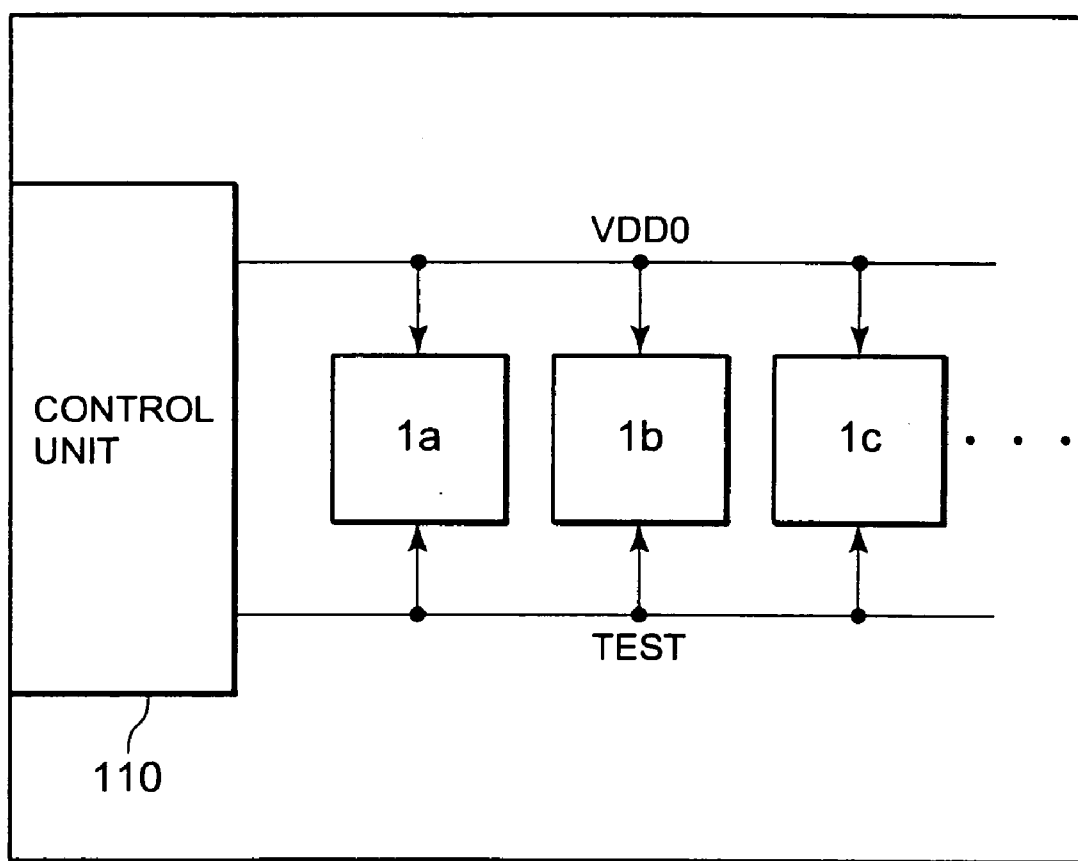 VDD0
CONTROL
UNIT
1a
1b
1c
. . .
TEST
110